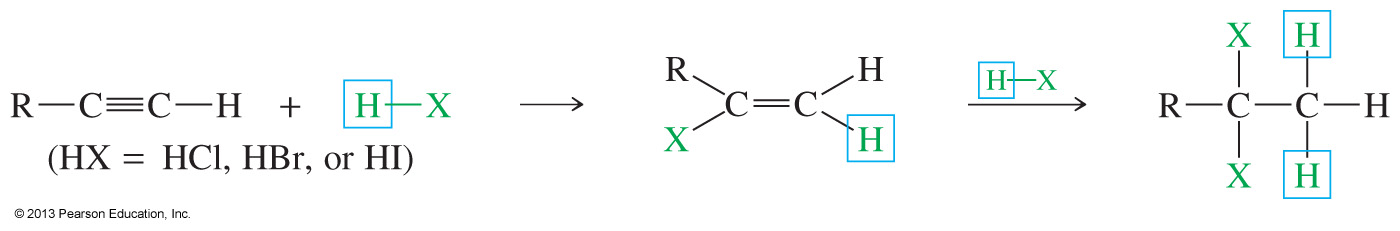 R—C≡C—H + H—X
(HX = HCl, HBr, or HI)
R H
C=C
X H
H—X
X H
R—C—C—H
X H
© 2013 Pearson Education, Inc.